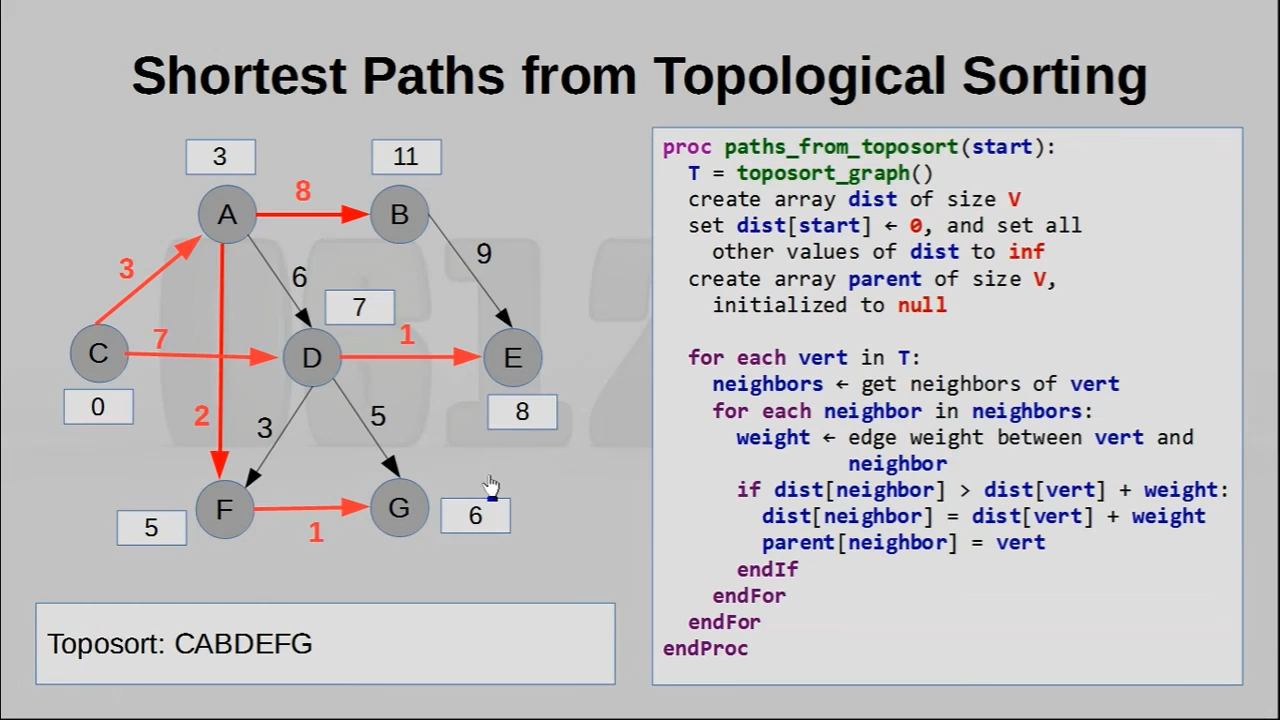 Shortest Paths from Topological Sorting
3
11
A
8
B
3
6
9
7
C
7
D
1
E
0
2
3
5
8
F
1
G
5
6
Toposort: CABDEFG
proc paths_from_toposort(start):
T = toposort_graph()
create array dist of size V
set dist[start] ← 0, and set all
other values of dist to inf
create array parent of size V,
initialized to null
for each vert in T:
neighbors ← get neighbors of vert
for each neighbor in neighbors:
weight ← edge weight between vert and
neighbor
if dist[neighbor] > dist[vert] + weight:
dist[neighbor] = dist[vert] + weight
parent[neighbor] = vert
endIf
endFor
endFor
endProc